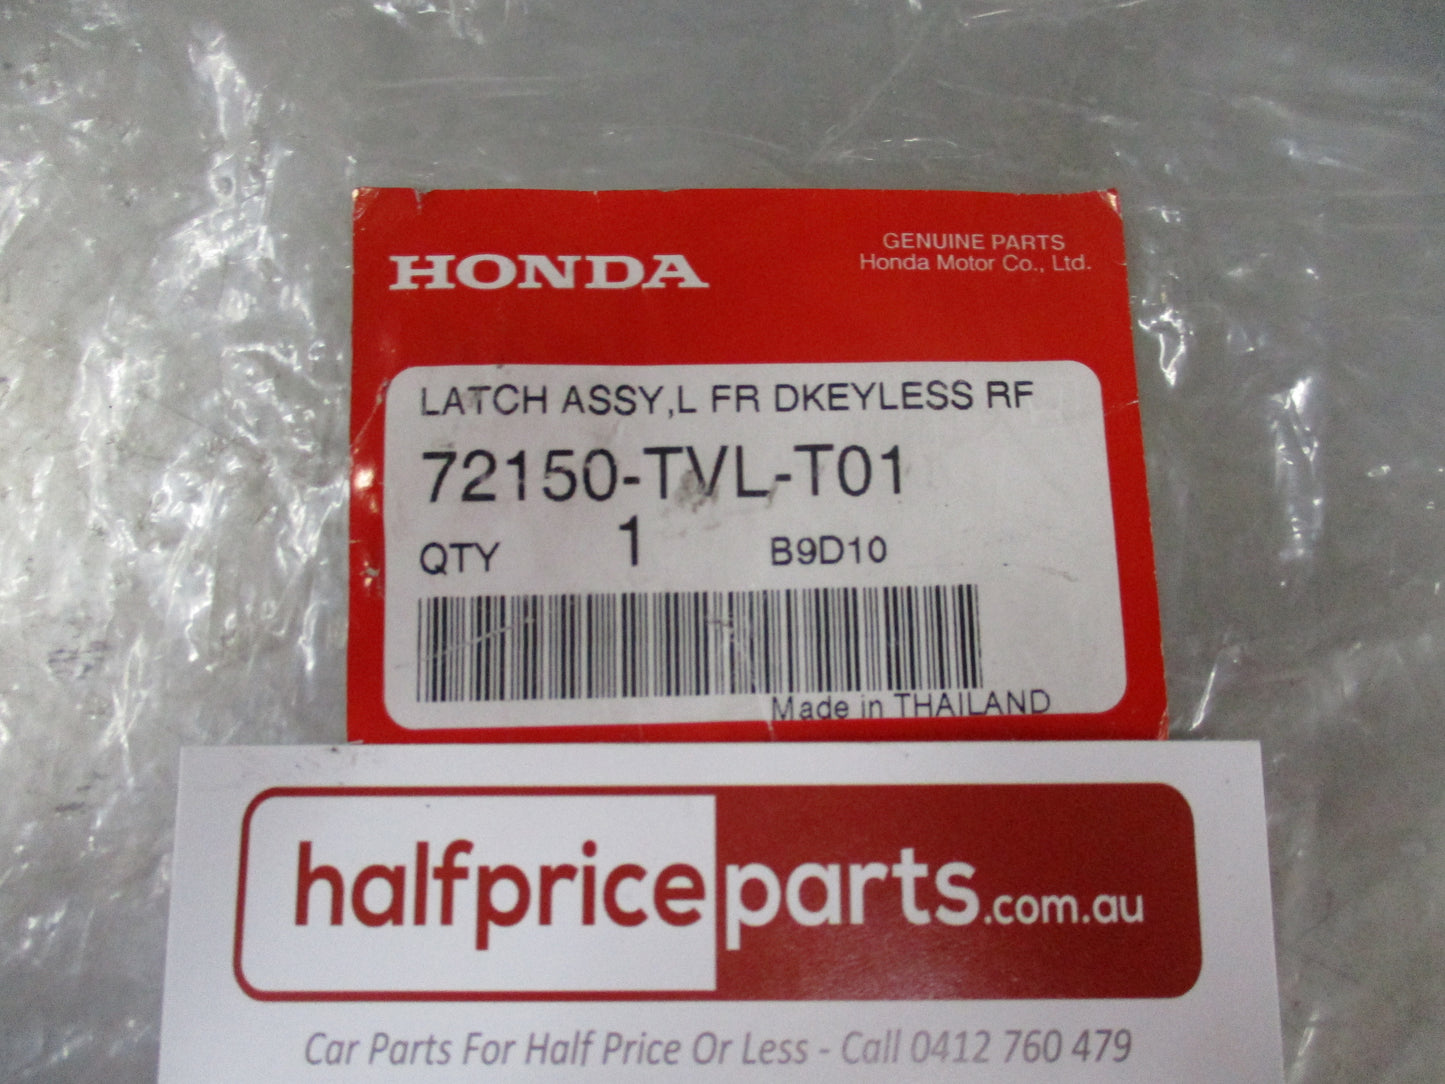 HONDA
GENUINE PARTS
Honda Motor Co., Ltd.
LATCH ASSY,L FR DKEYLESS RF
72150-TVL-T01
QTY 1 B9D10
Made in THAILAND
halfpriceparts.com.au
Car Parts For Half Price Or Less - Call 0412 760 479